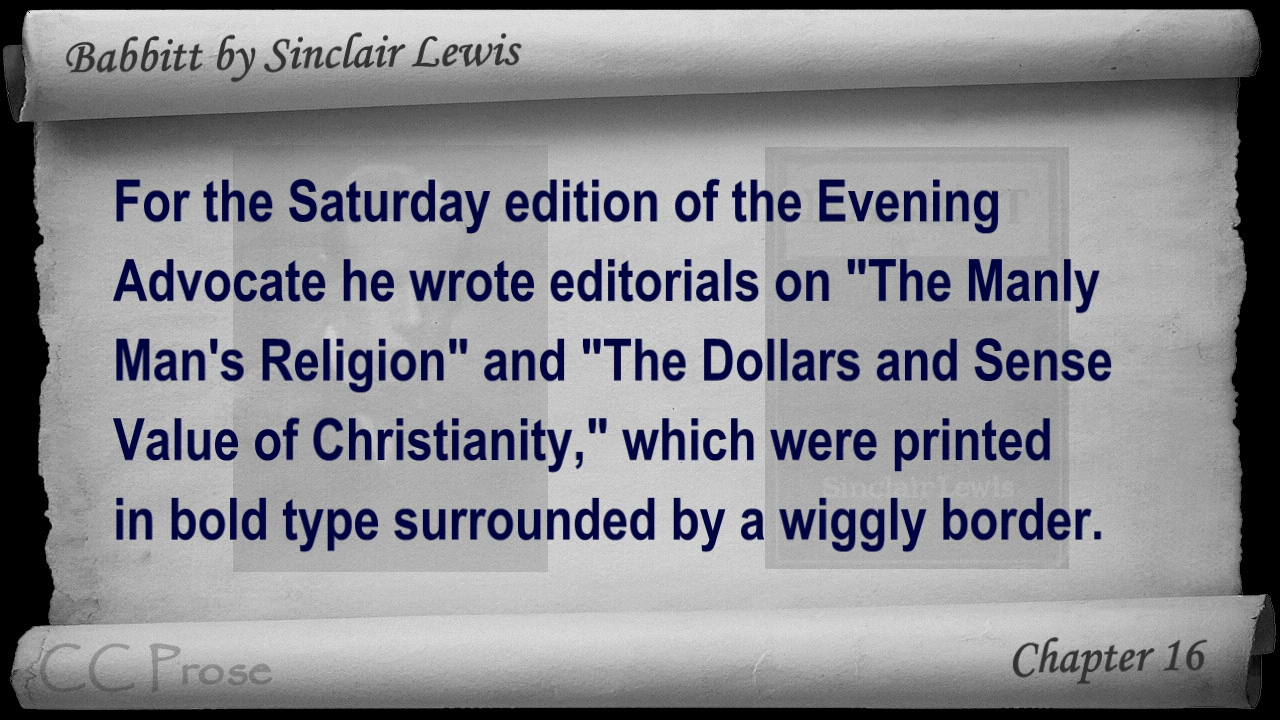 Babbitt by Sinclair Lewis
For the Saturday edition of the Evening
Advocate he wrote editorials on "The Manly
Man's Religion" and "The Dollars and Sense
Value of Christianity," which were printed
in bold type surrounded by a wiggly border.
Sinclair Lewis
CC Prose
Chapter 16